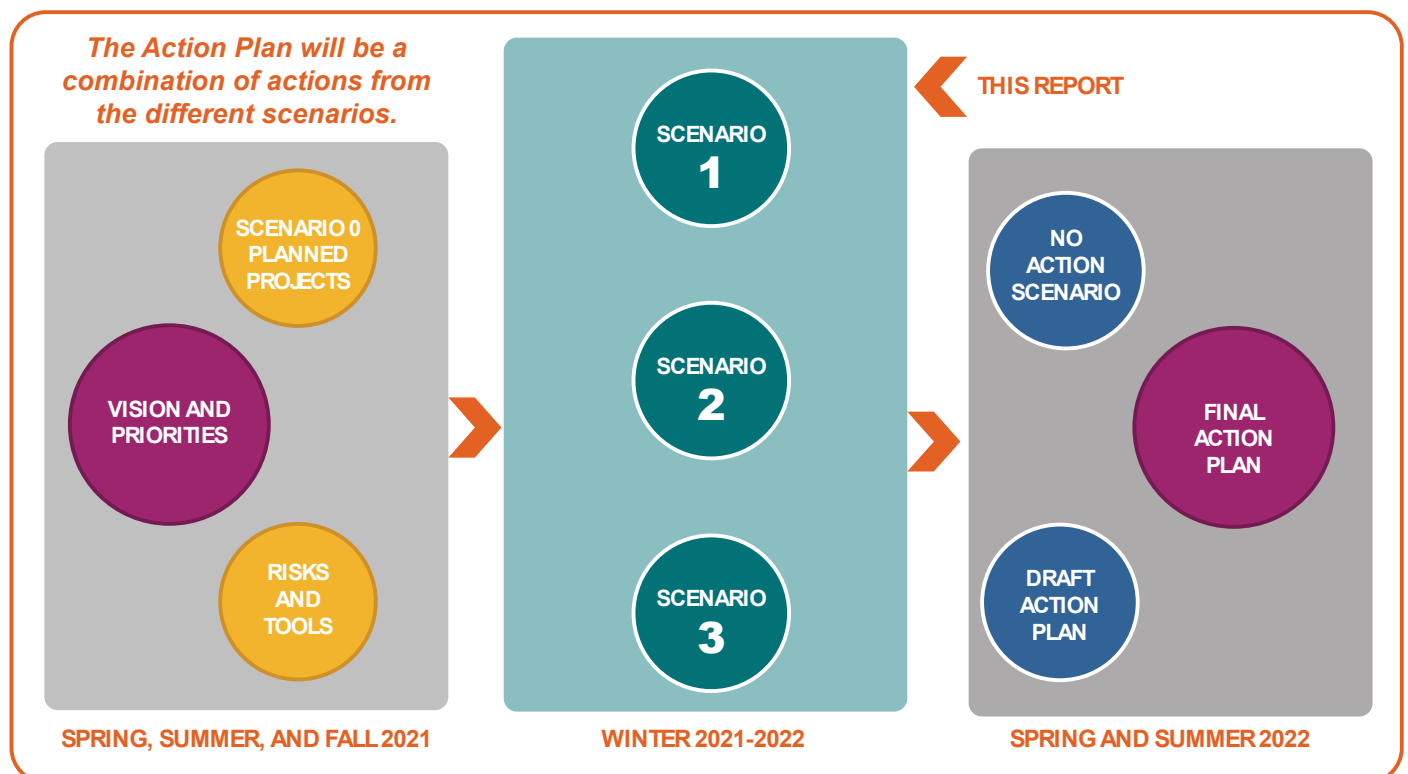 The Action Plan will be a
combination of actions from
the different scenarios.
SCENARIO 0
PLANNED
PROJECTS
VISION AND
PRIORITIES
RISKS
AND
TOOLS
SPRING, SUMMER, AND FALL 2021
SCENARIO
1
SCENARIO
2
SCENARIO
3
WINTER 2021-2022
THIS REPORT
NO
ACTION
SCENARIO
FINAL
ACTION
PLAN
DRAFT
ACTION
PLAN
SPRING AND SUMMER 2022